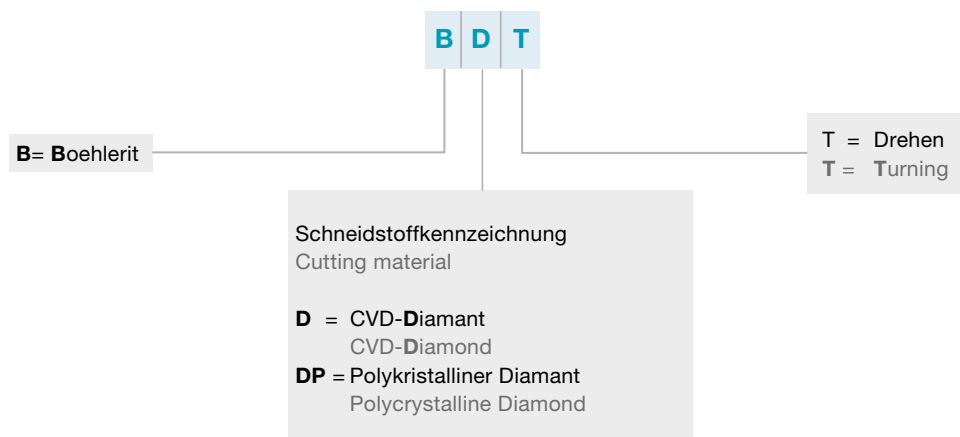 B D T
B= Boehlerit
T = Drehen
T = Turning
Schneidstoffkennzeichnung
Cutting material
D = CVD-Diamant
CVD-Diamond
DP = Polykristalliner Diamant
Polycrystalline Diamond